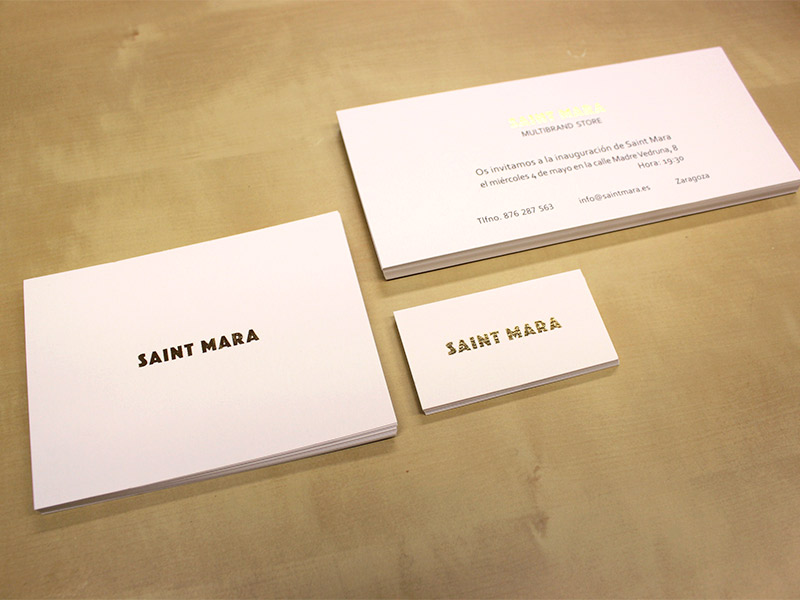 SAINT MARA
MULTIBRAND STORE
Os invitamos a la inauguración de Saint Mara
el miércoles 4 de mayo en la calle Madre Vedruna, 8
Hora: 19:30
Tlfno. 876 287 563 info@saintmara.es Zaragoza
SAINT MARA
SAINT MARA